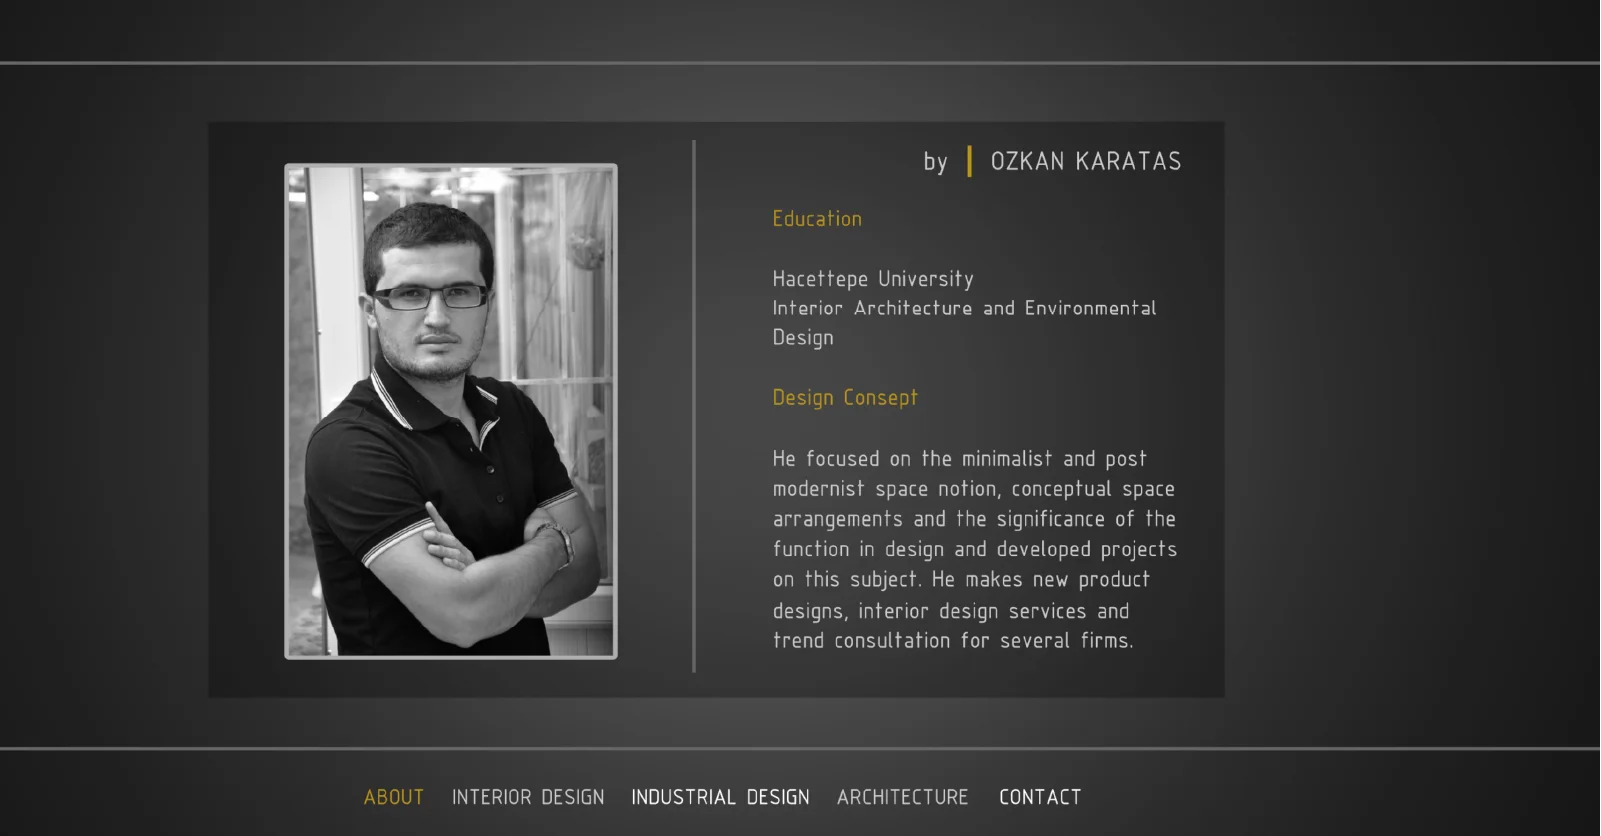 by | OZKAN KARATAS
Education
Hacettepe University
Interior Architecture and Environmental
Design
Design Consept
He focused on the minimalist and post
modernist space notion, conceptual space
arrangements and the significance of the
function in design and developed projects
on this subject. He makes new product
designs, interior design services and
trend consultation for several firms.
ABOUT INTERIOR DESIGN INDUSTRIAL DESIGN ARCHITECTURE CONTACT